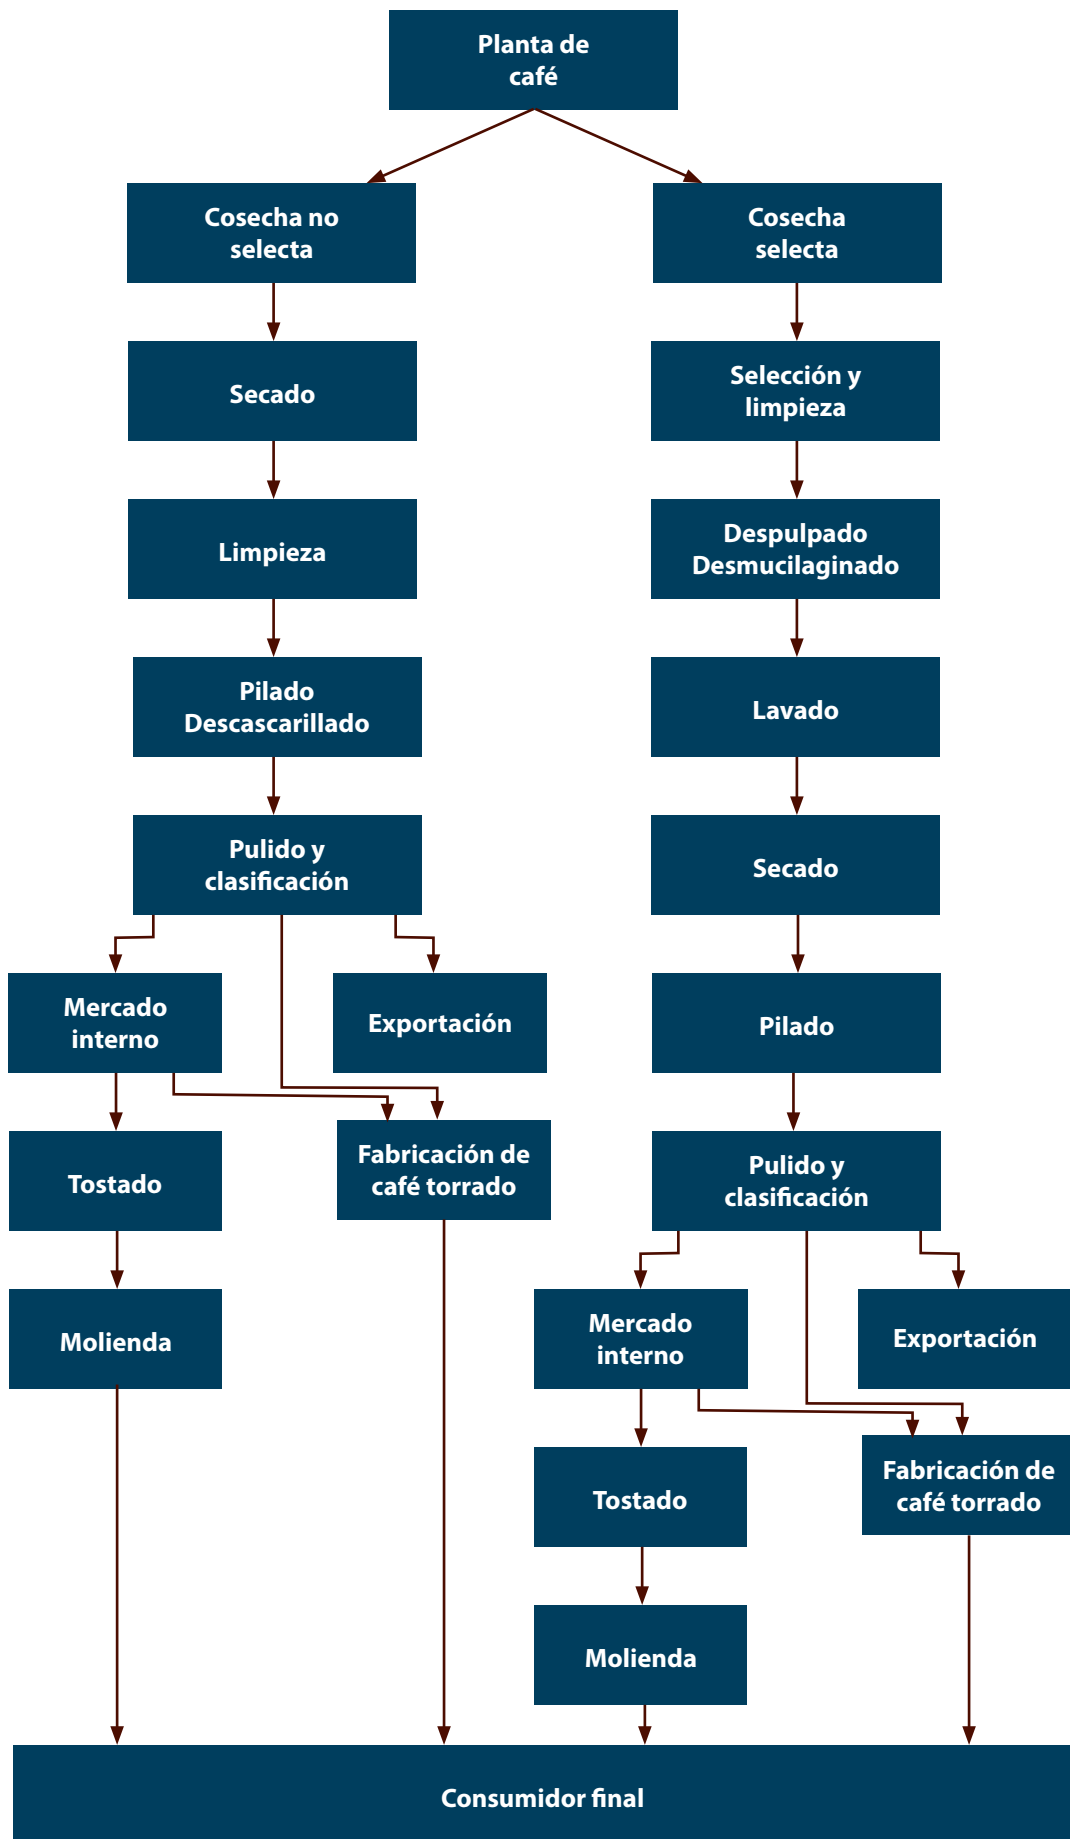 Planta de
café
Cosecha no
selecta
Cosecha
selecta
Secado
Selección y
limpieza
Limpieza
Despulpado
Desmucilaginado
Pilado
Descascarillado
Lavado
Pulido y
clasificación
Secado
Mercado
interno
Exportación
Pilado
Tostado
Fabricación de
café torrado
Pulido y
clasificación
Molienda
Mercado
interno
Exportación
Tostado
Fabricación de
café torrado
Molienda
Consumidor final